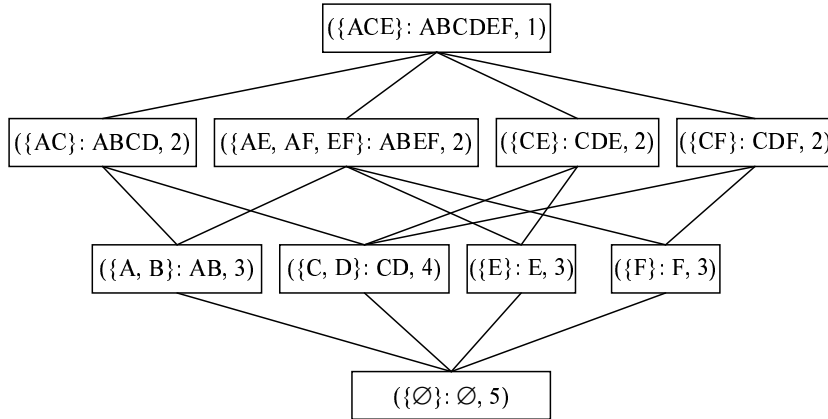 ({ACE}: ABCDEF, 1)
({AC}: ABCD, 2) ({AE, AF, EF}: ABEF, 2) ({CE}: CDE, 2) ({CF}: CDF, 2)
({A, B}: AB, 3) ({C, D}: CD, 4) ({E}: E, 3) ({F}: F, 3)
({∅}: ∅, 5)